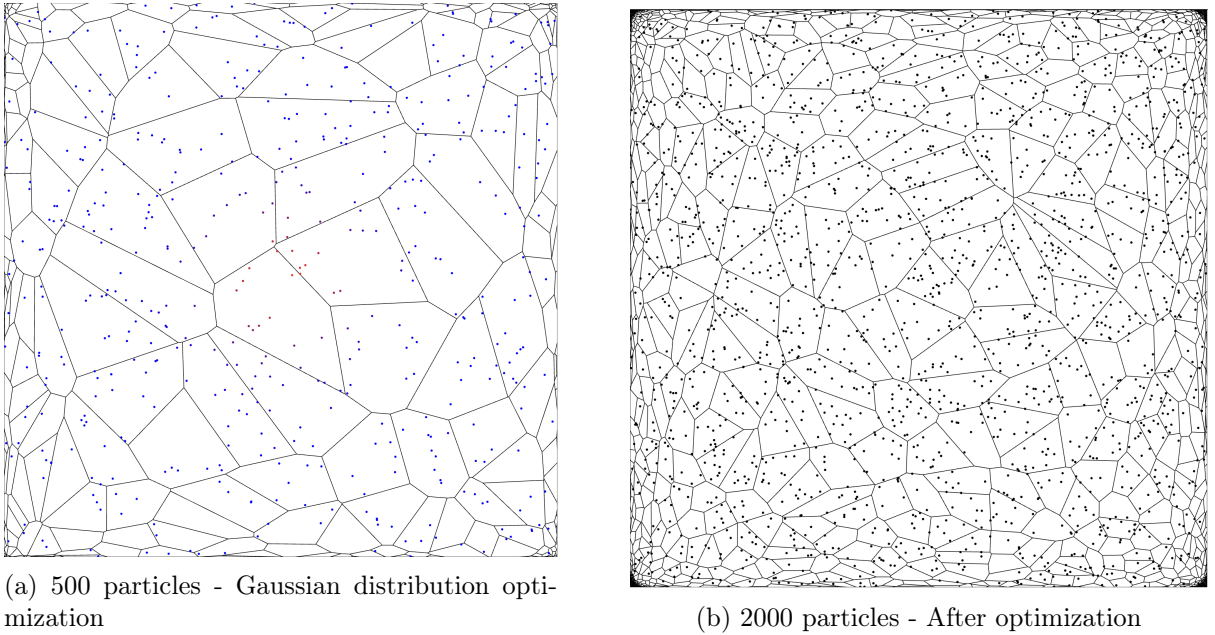 (a) 500 particles - Gaussian distribution opti-
mization
(b) 2000 particles - After optimization